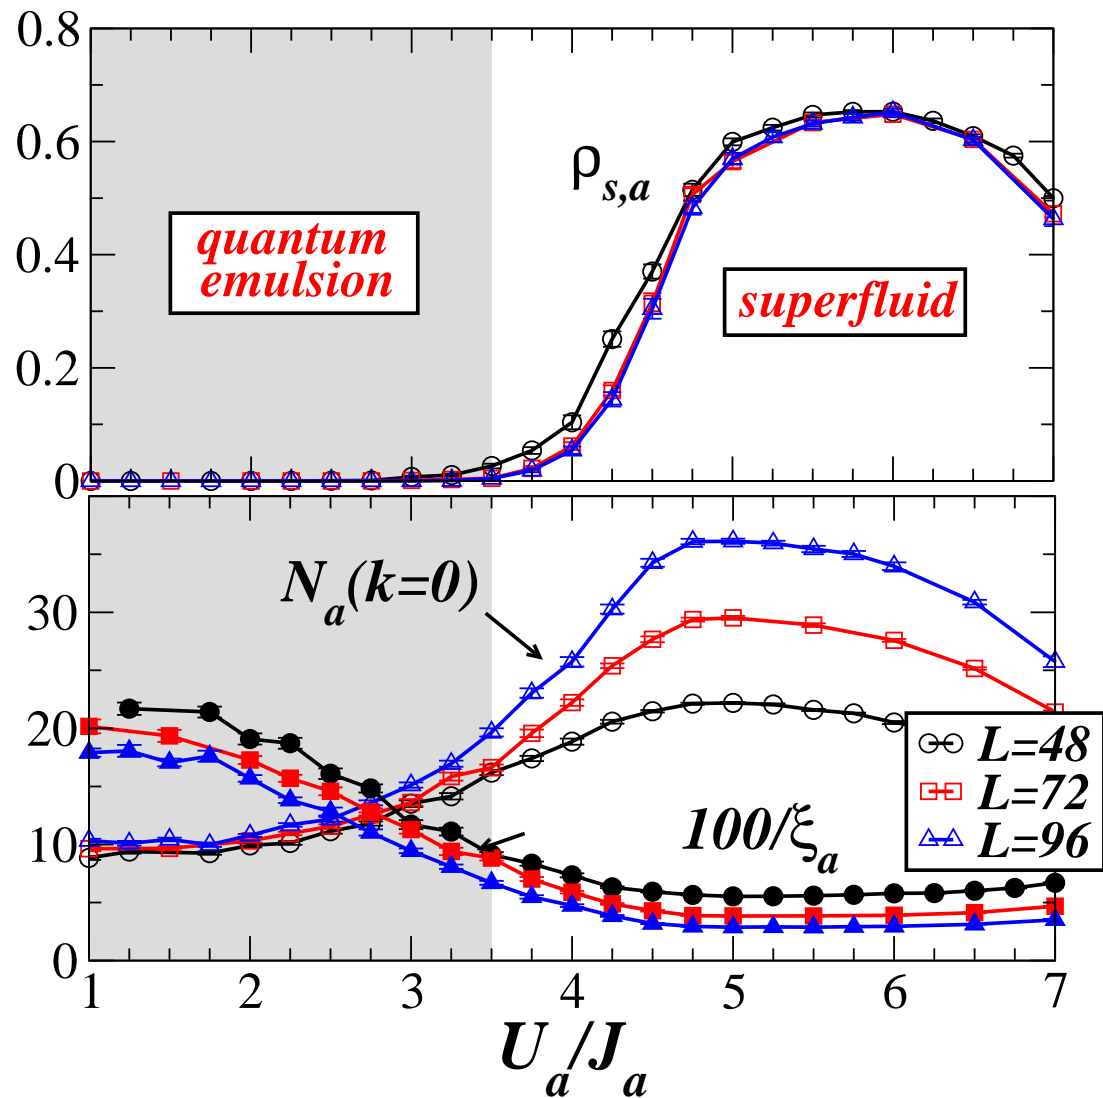 0.8
0.6
0.4
0.2
0
ρs,a
quantum
emulsion
superfluid
30
20
10
0
Na(k=0)
100/ξa
L=48
L=72
L=96
1 2 3 4 5 6 7
Ua/Ja